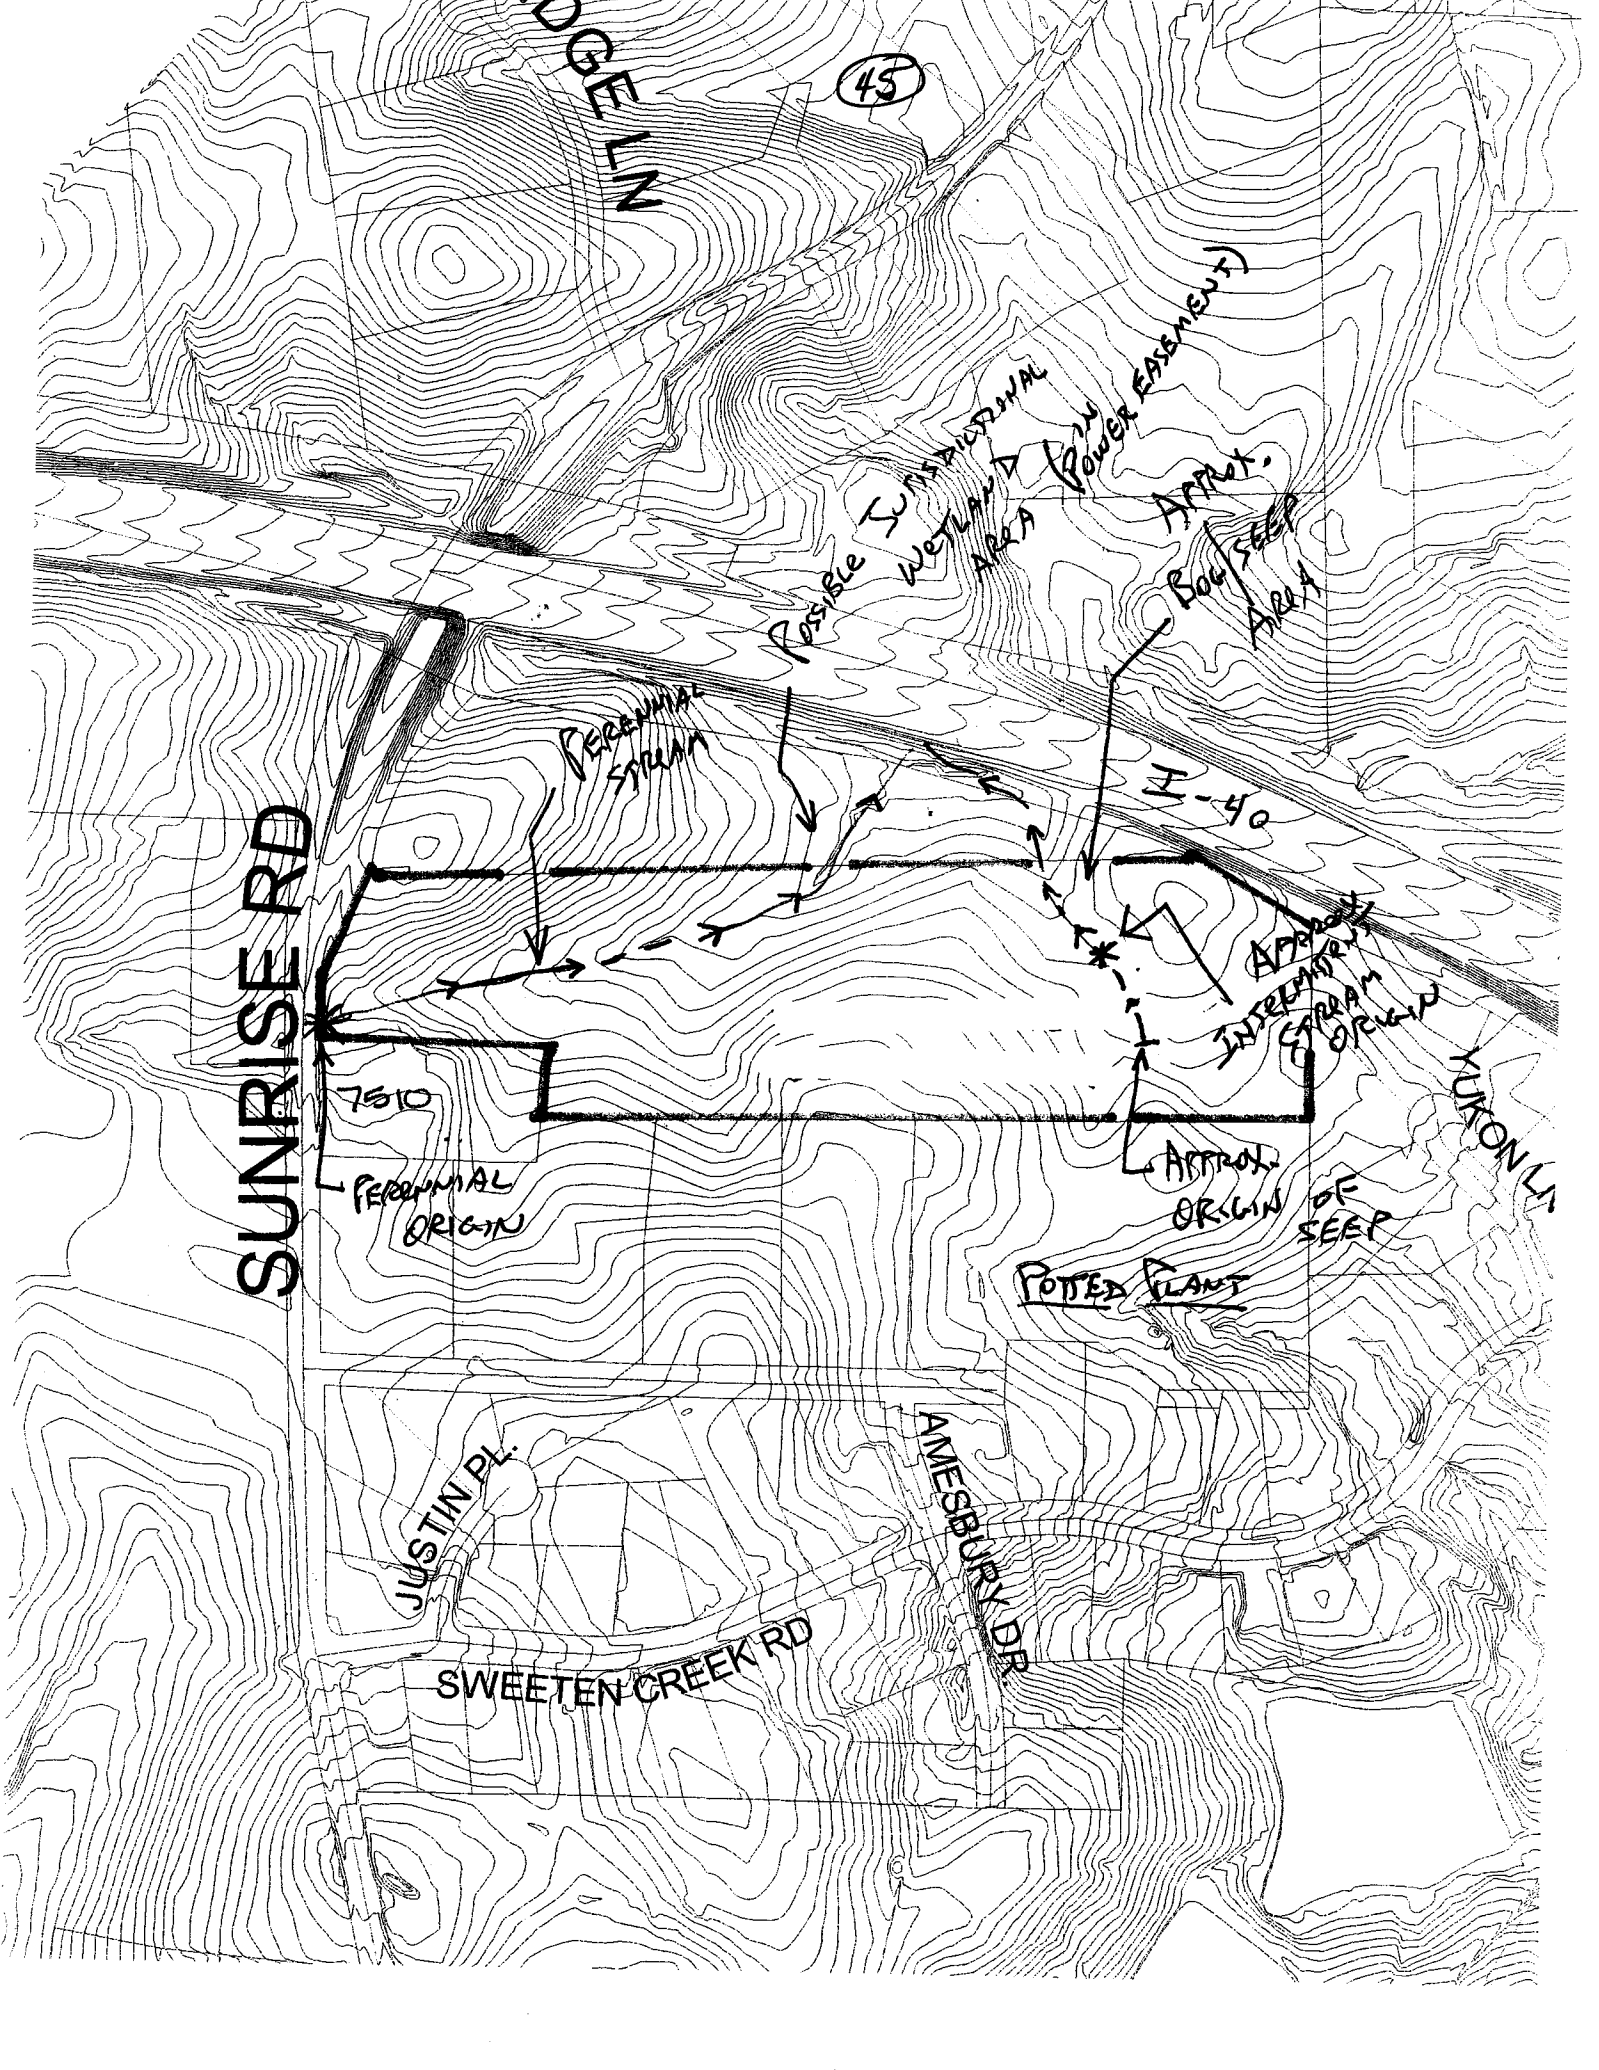 DGE LN
45
POSSIBLE JURISDICTIONAL
WETLAND (IN
AREA POWER EASEMENT)
APPROX.
BOG/SEEP
AREA
PERENNIAL
STREAM
I-40
SUNRISE RD
APPROX
INTERMITTENT
STREAM
ORIGIN
YUKON LN
7510
PERENNIAL
ORIGIN
APPROX.
ORIGIN OF
SEEP
POTTED PLANT
JUSTIN PL.
AMESBURY DR.
SWEETEN CREEK RD